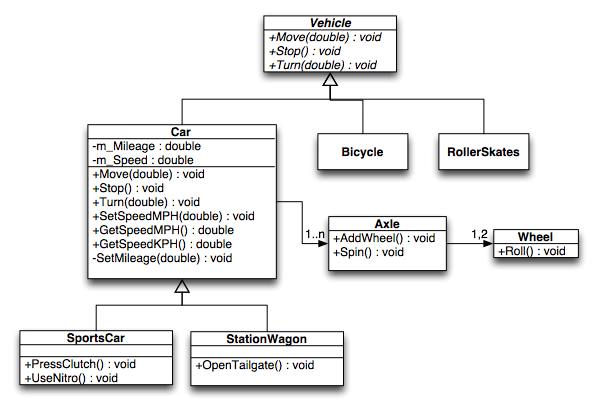 Vehicle
+Move(double) : void
+Stop() : void
+Turn(double) : void
Car
-m_Mileage : double
-m_Speed : double
+Move(double) : void
+Stop() : void
+Turn(double) : void
+SetSpeedMPH(double) : void
+GetSpeedMPH() : double
+GetSpeedKPH() : double
-SetMileage(double) : void
Bicycle
RollerSkates
1..n
Axle
+AddWheel() : void
+Spin() : void
1,2
Wheel
+Roll() : void
SportsCar
+PressClutch() : void
+UseNitro() : void
StationWagon
+OpenTailgate() : void